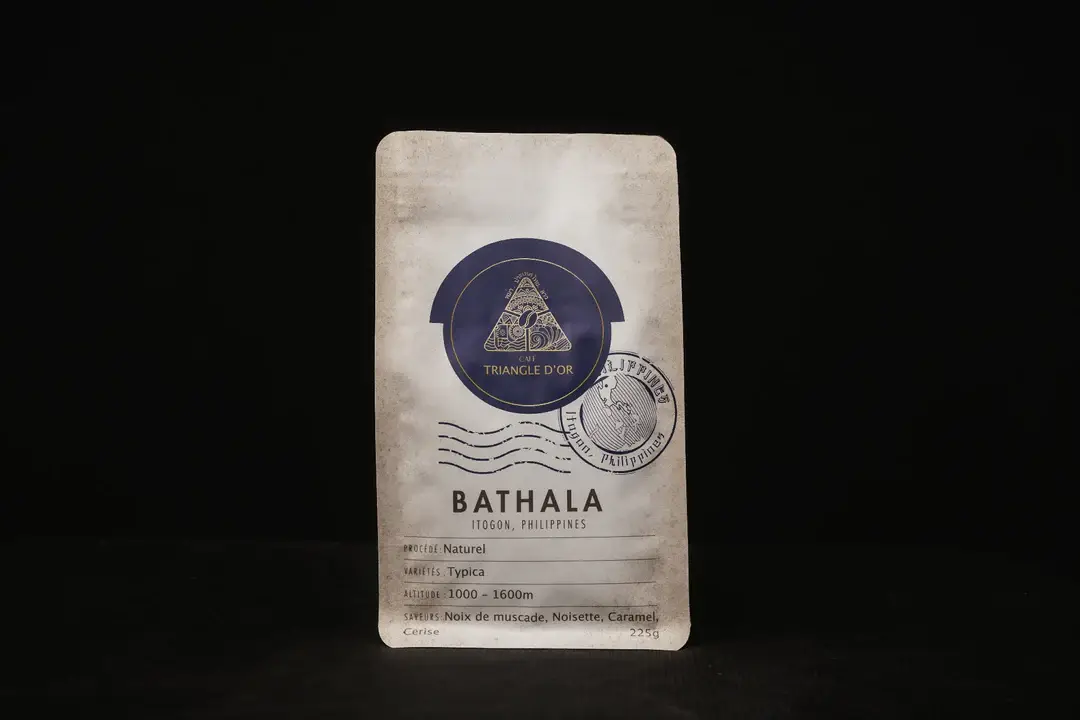 CAFÉ
TRIANGLE D'OR
PHILIPPINES
Itogon, Philippines
BATHALA
ITOGON, PHILIPPINES
PROCÉDÉ: Naturel
VARIÉTÉS: Typica
ALTITUDE: 1000 – 1600m
SAVEURS: Noix de muscade, Noisette, Caramel,
Cerise 225g